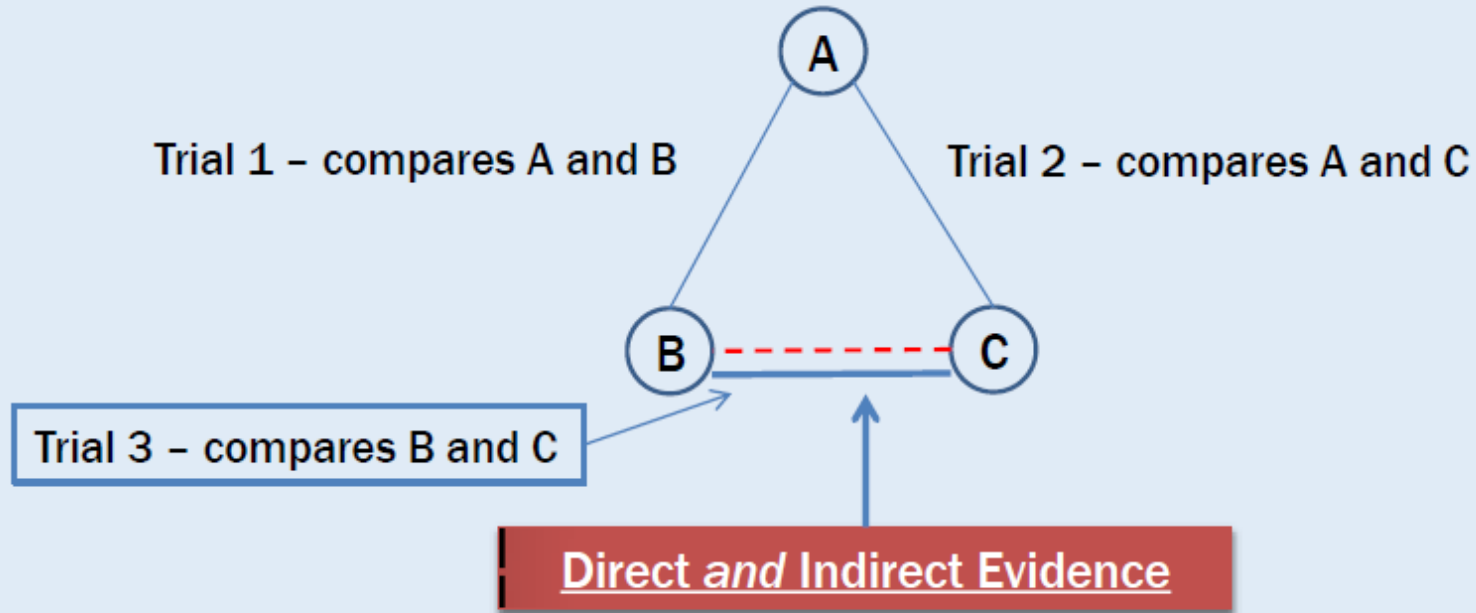 A
Trial 1 – compares A and B
Trial 2 – compares A and C
B
C
Trial 3 – compares B and C
Direct and Indirect Evidence